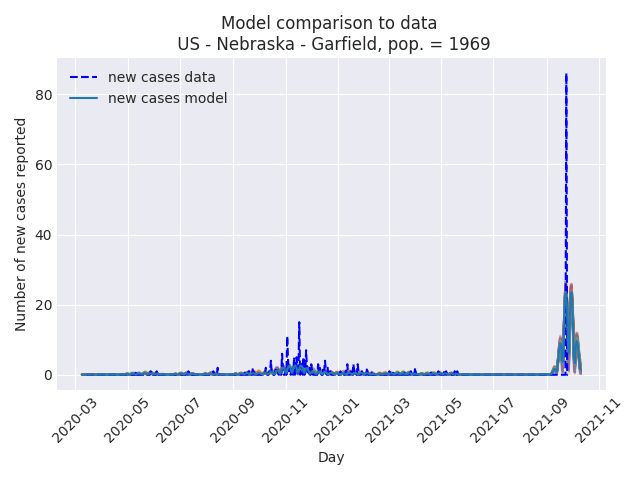 Model comparison to data
US - Nebraska - Garfield, pop. = 1969
new cases data
new cases model
Number of new cases reported
80
60
40
20
0
2020-03
2020-05
2020-07
2020-09
2020-11
2021-01
2021-03
2021-05
2021-07
2021-09
2021-11
Day